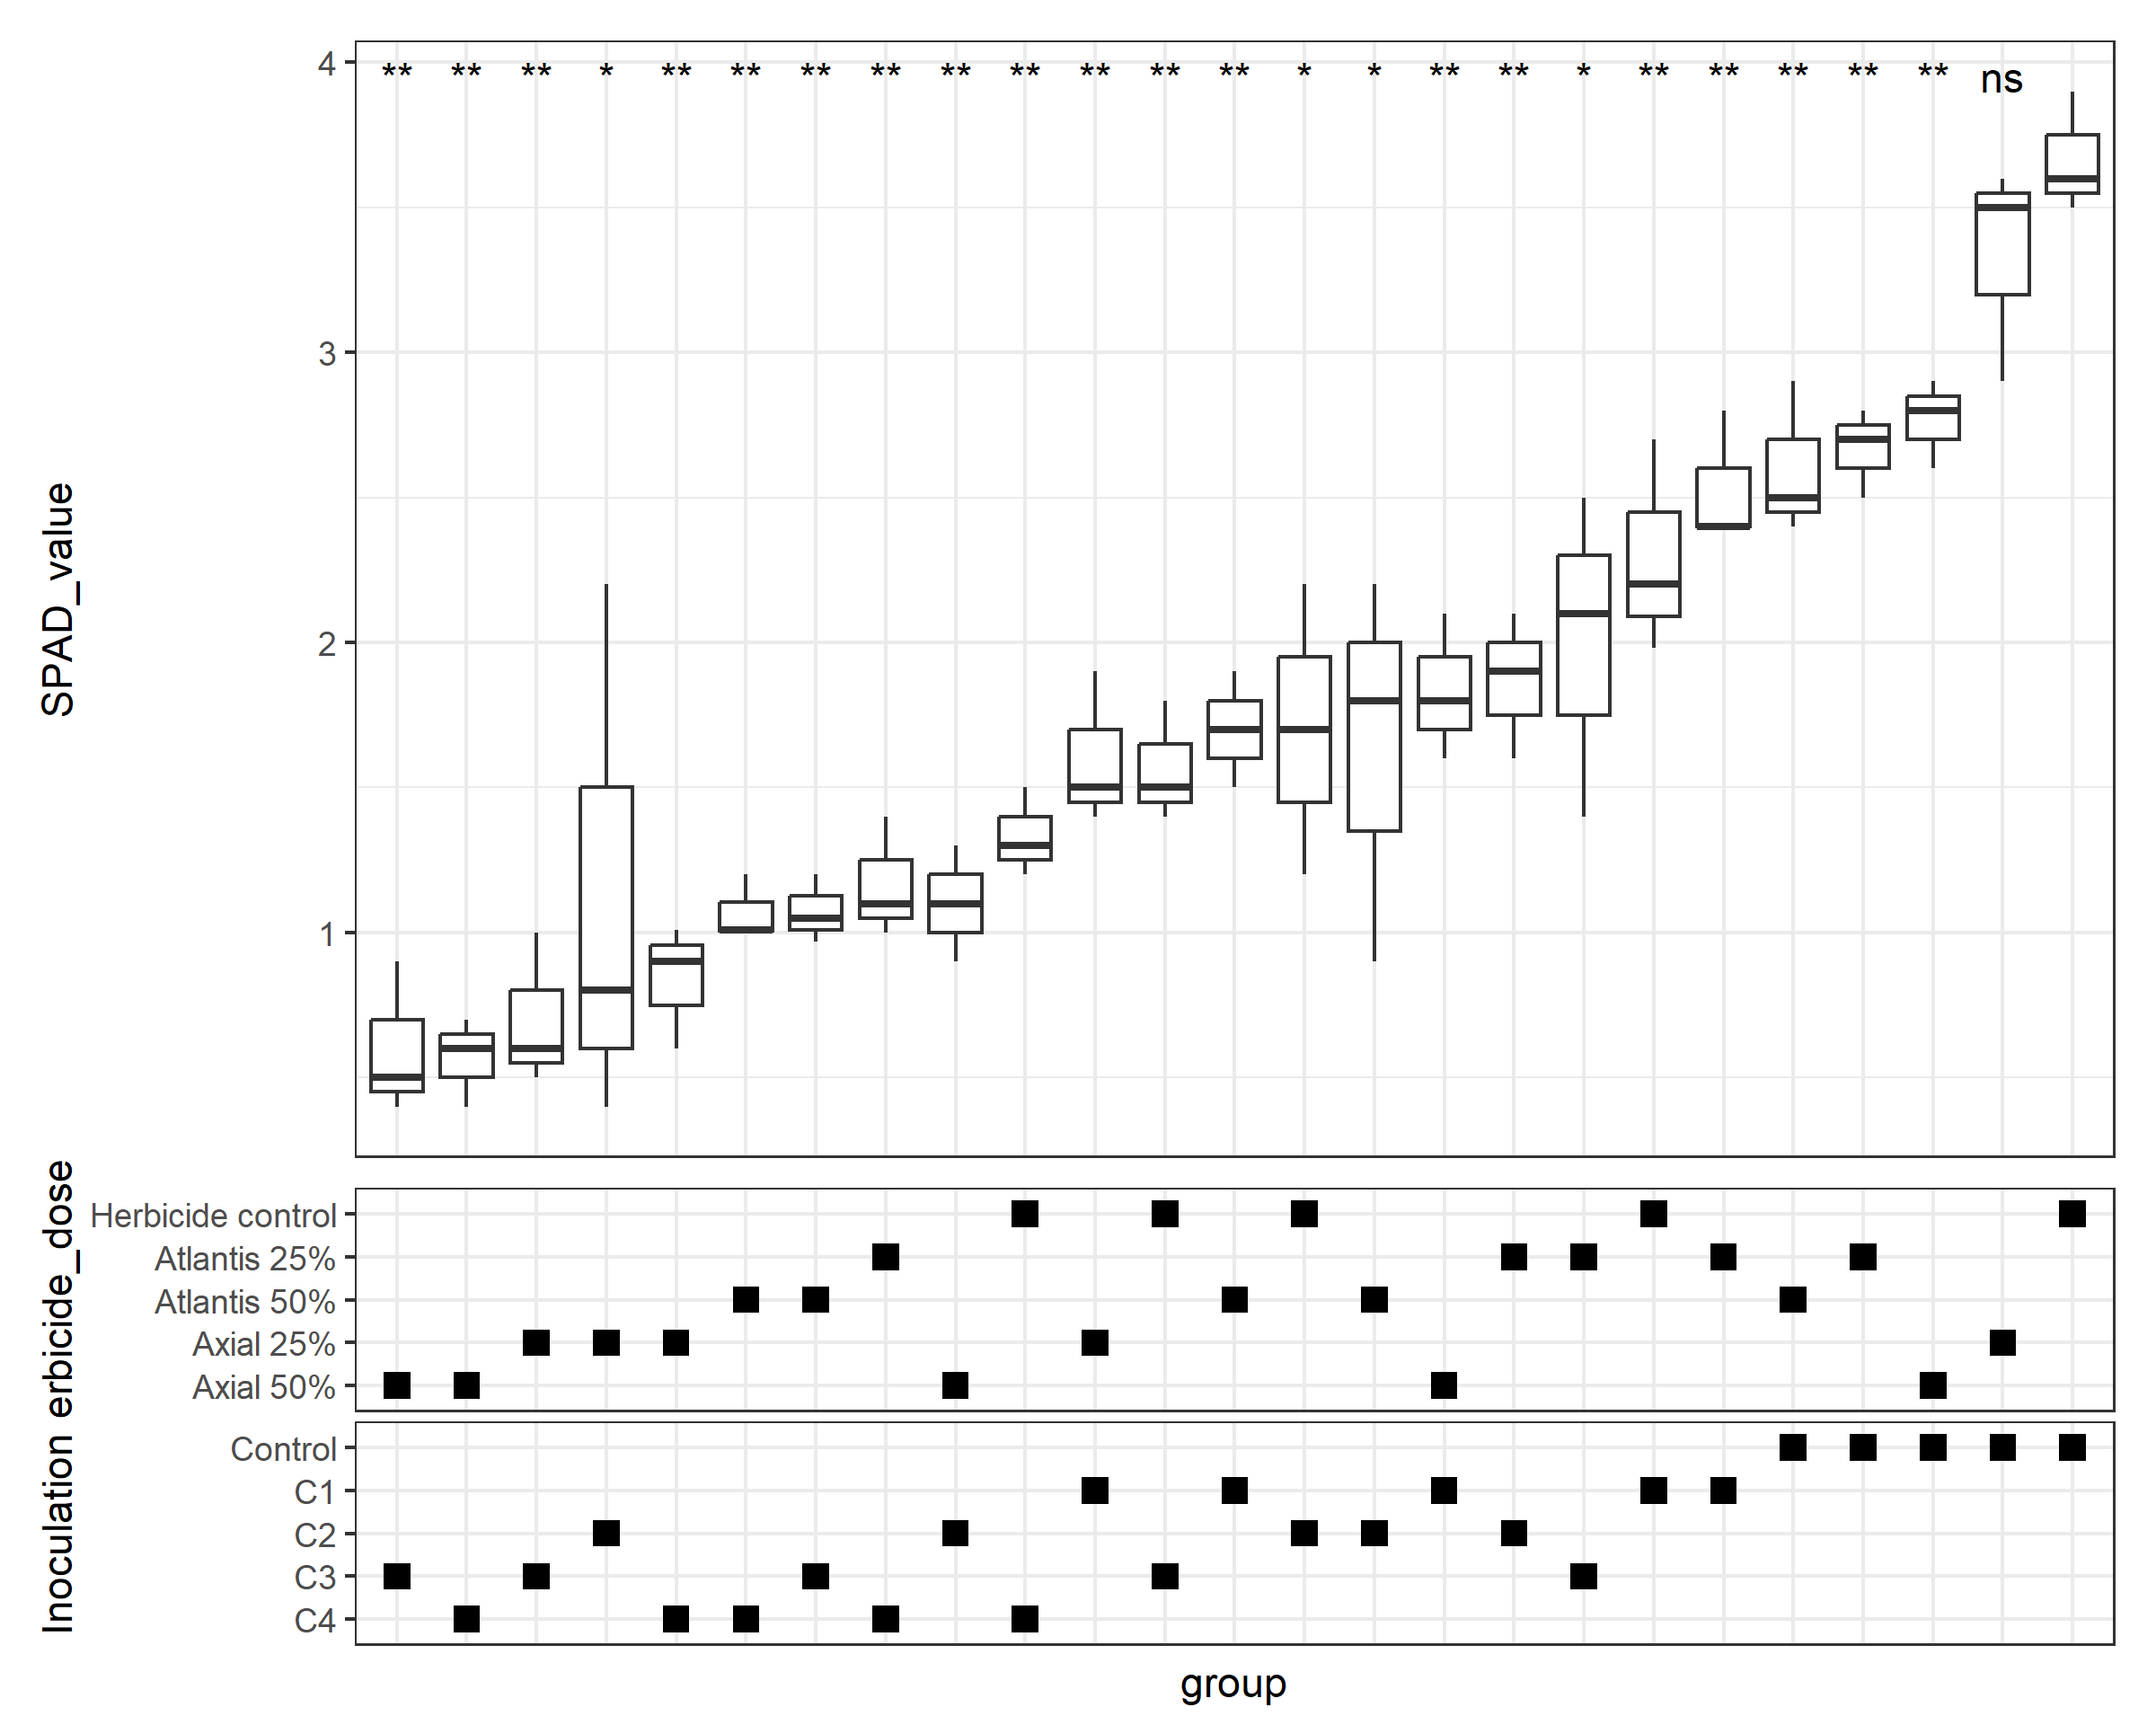 4
** ** ** * ** ** ** ** ** ** ** ** ** * * ** ** * ** ** ** ** ** ns
3
2
1
SPAD_value
Herbicide control
Atlantis 25%
Atlantis 50%
Axial 25%
Axial 50%
erbicide_dose
Control
C1
C2
C3
C4
Inoculation
group